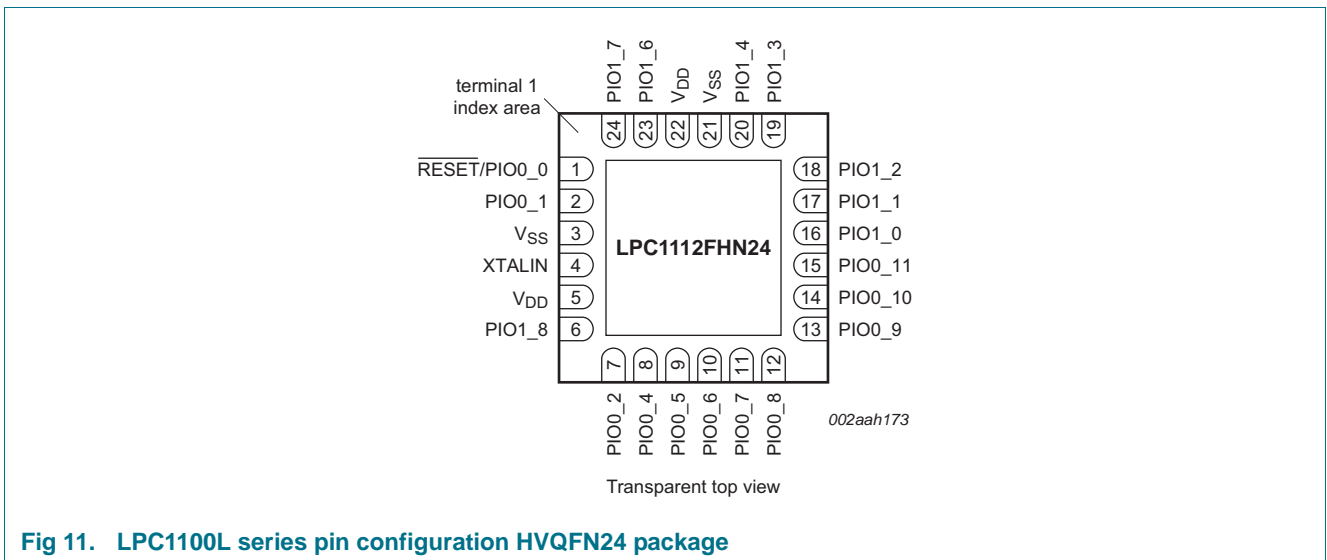 PIO1_7
PIO1_6
VDD
VSS
PIO1_4
PIO1_3
terminal 1
index area
24
23
22
21
20
19
RESET/PIO0_0 1
18 PIO1_2
PIO0_1 2
17 PIO1_1
VSS 3
16 PIO1_0
LPC1112FHN24
XTALIN 4
15 PIO0_11
VDD 5
14 PIO0_10
PIO1_8 6
13 PIO0_9
7
8
9
10
11
12
PIO0_2
PIO0_4
PIO0_5
PIO0_6
PIO0_7
PIO0_8
002aah173
Transparent top view
Fig 11. LPC1100L series pin configuration HVQFN24 package